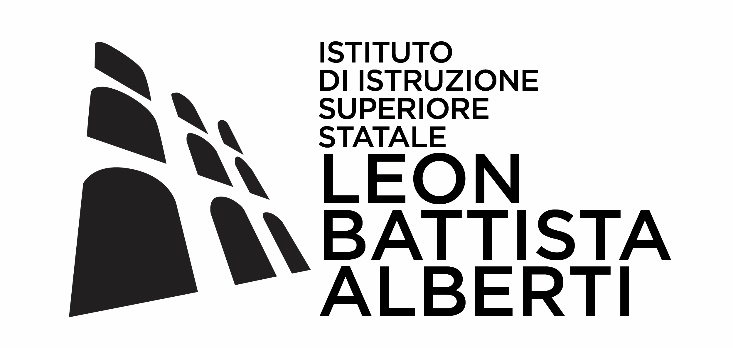 ISTITUTO
DI ISTRUZIONE
SUPERIORE
STATALE
LEON
BATTISTA
ALBERTI